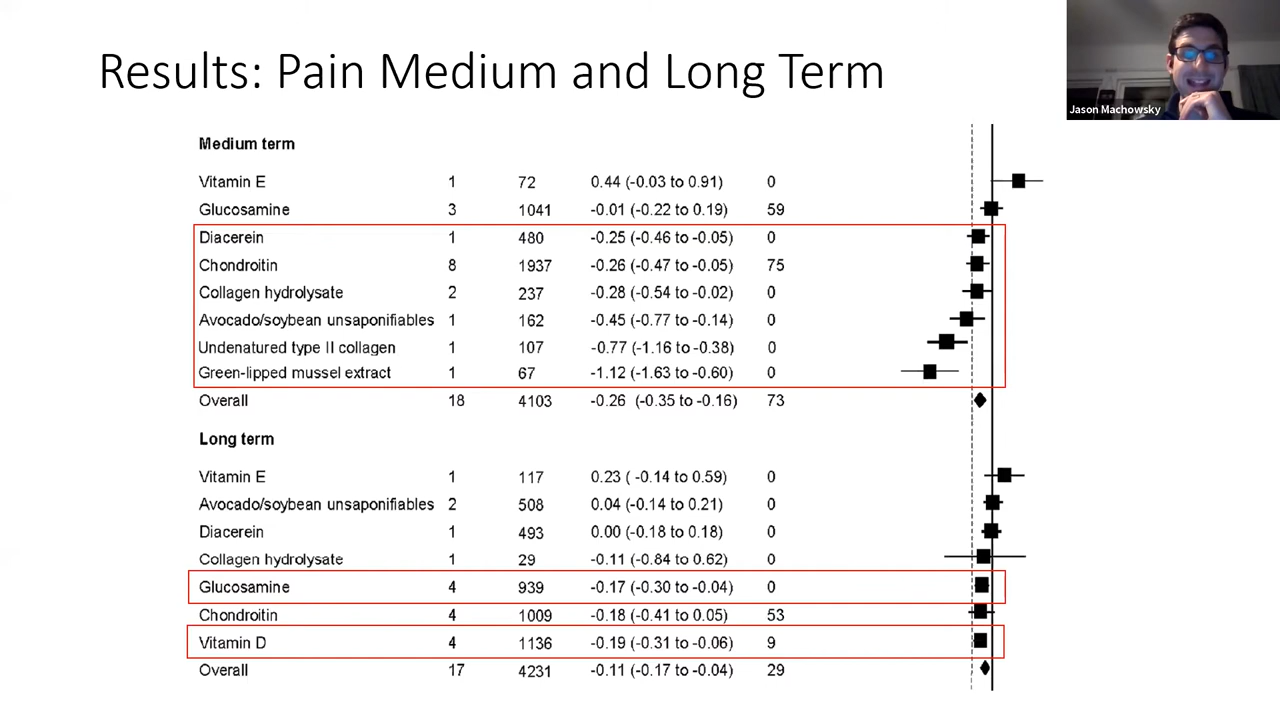 Results: Pain Medium and Long Term
Jason Machowsky
Medium term
Vitamin E 1 72 0.44 (-0.03 to 0.91) 0
Glucosamine 3 1041 -0.01 (-0.22 to 0.19) 59
Diacerein 1 480 -0.25 (-0.46 to -0.05) 0
Chondroitin 8 1937 -0.26 (-0.47 to -0.05) 75
Collagen hydrolysate 2 237 -0.28 (-0.54 to -0.02) 0
Avocado/soybean unsaponifiables 1 162 -0.45 (-0.77 to -0.14) 0
Undenatured type II collagen 1 107 -0.77 (-1.16 to -0.38) 0
Green-lipped mussel extract 1 67 -1.12 (-1.63 to -0.60) 0
Overall 18 4103 -0.26 (-0.35 to -0.16) 73
Long term
Vitamin E 1 117 0.23 ( -0.14 to 0.59) 0
Avocado/soybean unsaponifiables 2 508 0.04 (-0.14 to 0.21) 0
Diacerein 1 493 0.00 (-0.18 to 0.18) 0
Collagen hydrolysate 1 29 -0.11 (-0.84 to 0.62) 0
Glucosamine 4 939 -0.17 (-0.30 to -0.04) 0
Chondroitin 4 1009 -0.18 (-0.41 to 0.05) 53
Vitamin D 4 1136 -0.19 (-0.31 to -0.06) 9
Overall 17 4231 -0.11 (-0.17 to -0.04) 29